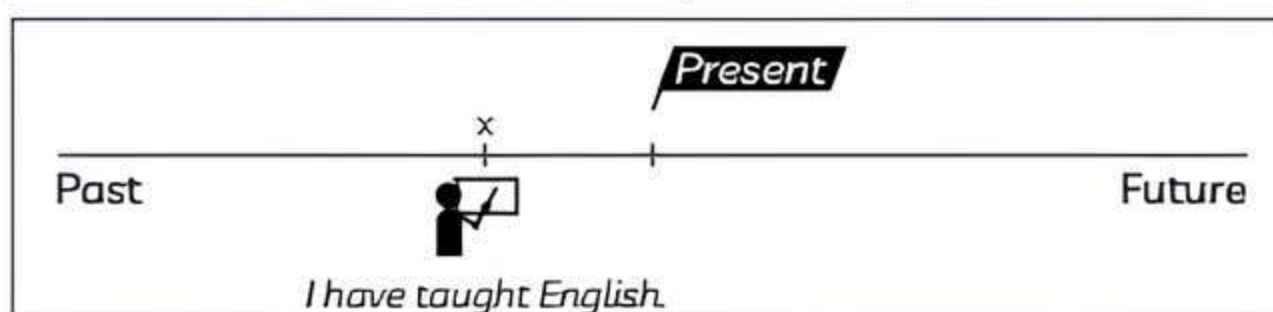 Present
x
Past
Future
I have taught English.